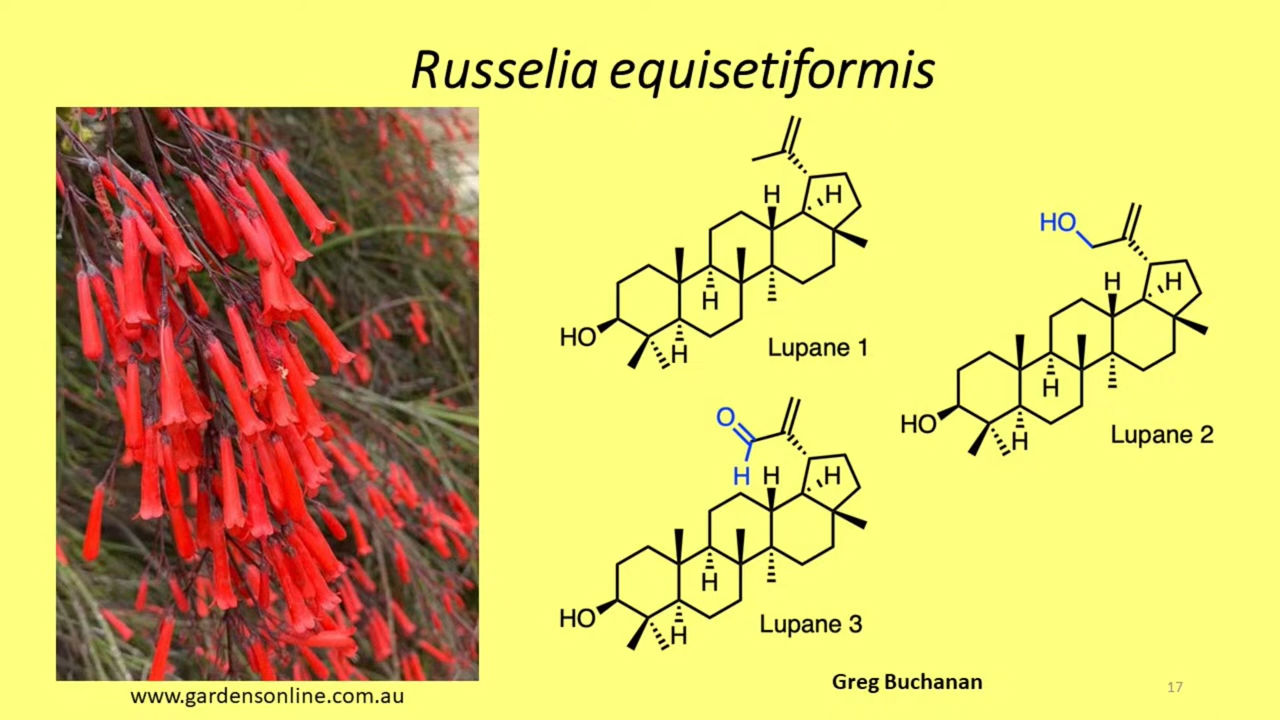 Russelia equisetiformis
H
H
HO
H
H
Lupane 1
HO
H
H
HO
H
H
Lupane 2
O
H
H
H
HO
H
H
Lupane 3
www.gardensonline.com.au
Greg Buchanan
17